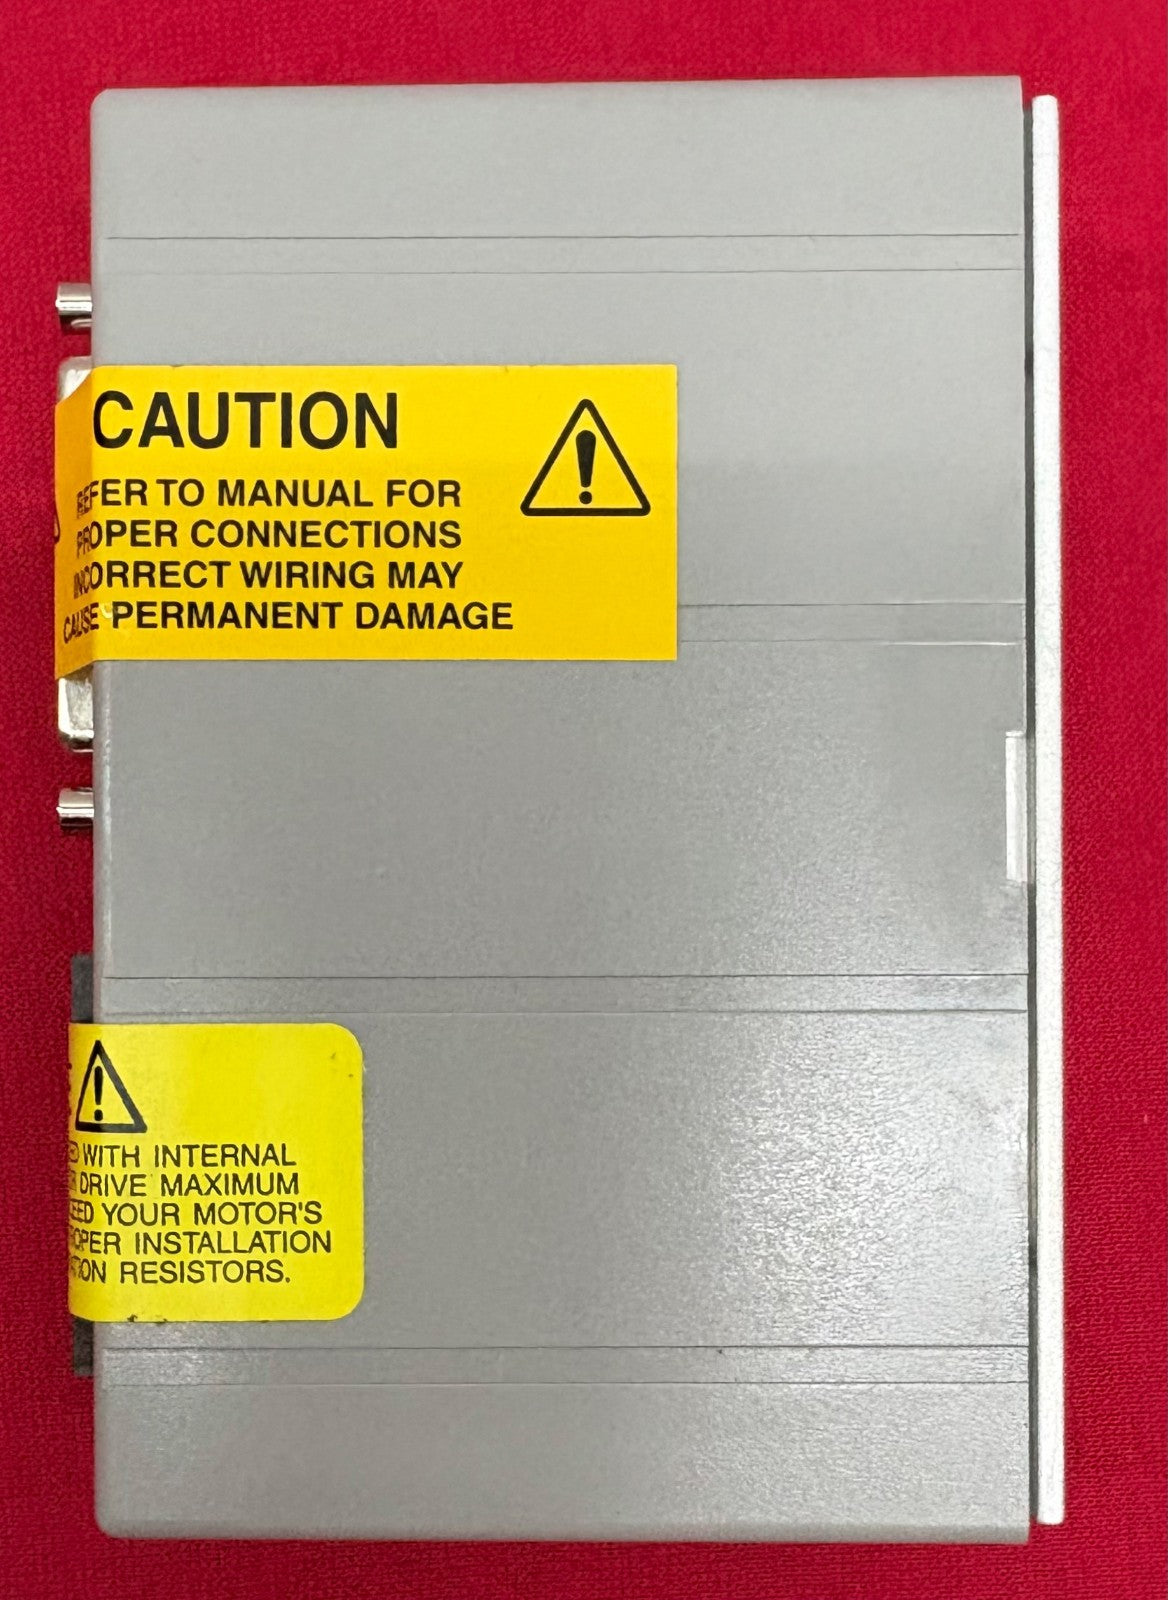 CAUTION
REFER TO MANUAL FOR
PROPER CONNECTIONS
INCORRECT WIRING MAY
CAUSE PERMANENT DAMAGE
WITH INTERNAL
DRIVE MAXIMUM
YOUR MOTOR'S
INSTALLATION
RESISTORS.